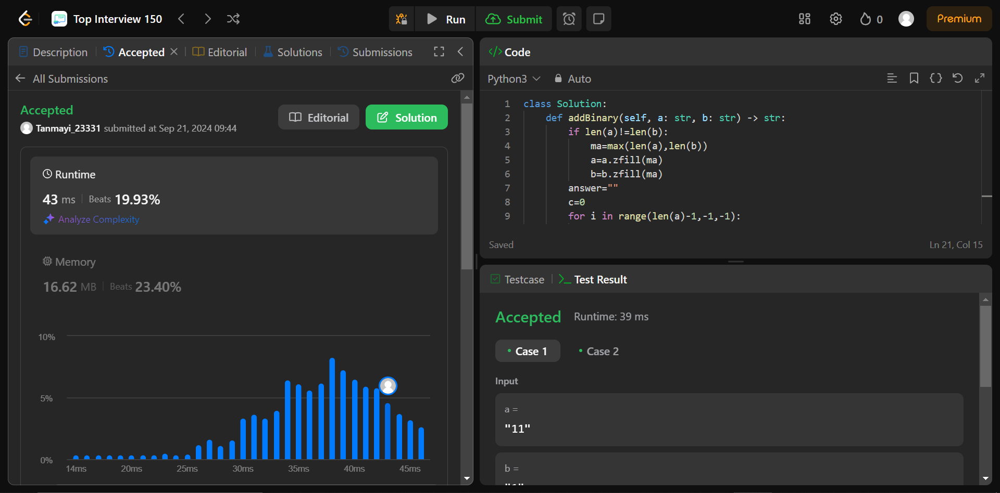 Top Interview 150
Run
Submit
0
Premium
Description
Accepted
Editorial
Solutions
Submissions
All Submissions
Accepted
Tanmayi_23331 submitted at Sep 21, 2024 09:44
Editorial
Solution
Runtime
43 ms Beats 19.93%
Analyze Complexity
Memory
16.62 MB Beats 23.40%
10%
5%
0%
14ms 20ms 25ms 30ms 35ms 40ms 45ms
</> Code
Python3 Auto
1 class Solution:
2 def addBinary(self, a: str, b: str) -> str:
3 if len(a)!=len(b):
4 ma=max(len(a),len(b))
5 a=a.zfill(ma)
6 b=b.zfill(ma)
7 answer=""
8 c=0
9 for i in range(len(a)-1,-1,-1):
Saved Ln 21, Col 15
Testcase
Test Result
Accepted Runtime: 39 ms
Case 1 Case 2
Input
a =
"11"
b =